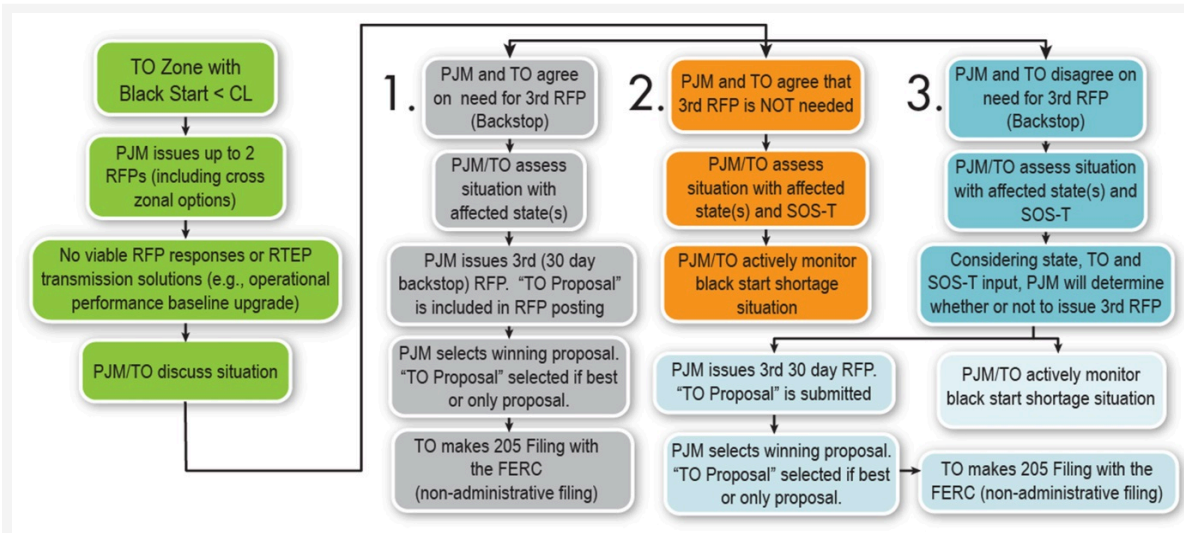 TO Zone with
Black Start < CL
PJM issues up to 2
RFPs (including cross
zonal options)
No viable RFP responses or RTEP
transmission solutions (e.g., operational
performance baseline upgrade)
PJM/TO discuss situation
1.
PJM and TO agree
on need for 3rd RFP
(Backstop)
PJM/TO assess
situation with
affected state(s)
PJM issues 3rd (30 day
backstop) RFP. “TO Proposal”
is included in RFP posting
PJM selects winning proposal.
“TO Proposal” selected if best
or only proposal.
TO makes 205 Filing with
the FERC
(non-administrative filing)
2.
PJM and TO agree that
3rd RFP is NOT needed
PJM/TO assess
situation with affected
state(s) and SOS-T
PJM/TO actively monitor
black start shortage
situation
3.
PJM and TO disagree on
need for 3rd RFP
(Backstop)
PJM/TO assess situation
with affected state(s) and
SOS-T
Considering state, TO and
SOS-T input, PJM will determine
whether or not to issue 3rd RFP
PJM issues 3rd 30 day RFP.
“TO Proposal” is submitted
PJM selects winning proposal.
“TO Proposal” selected if best
or only proposal.
TO makes 205 Filing with the
FERC (non-administrative filing)
PJM/TO actively monitor
black start shortage situation